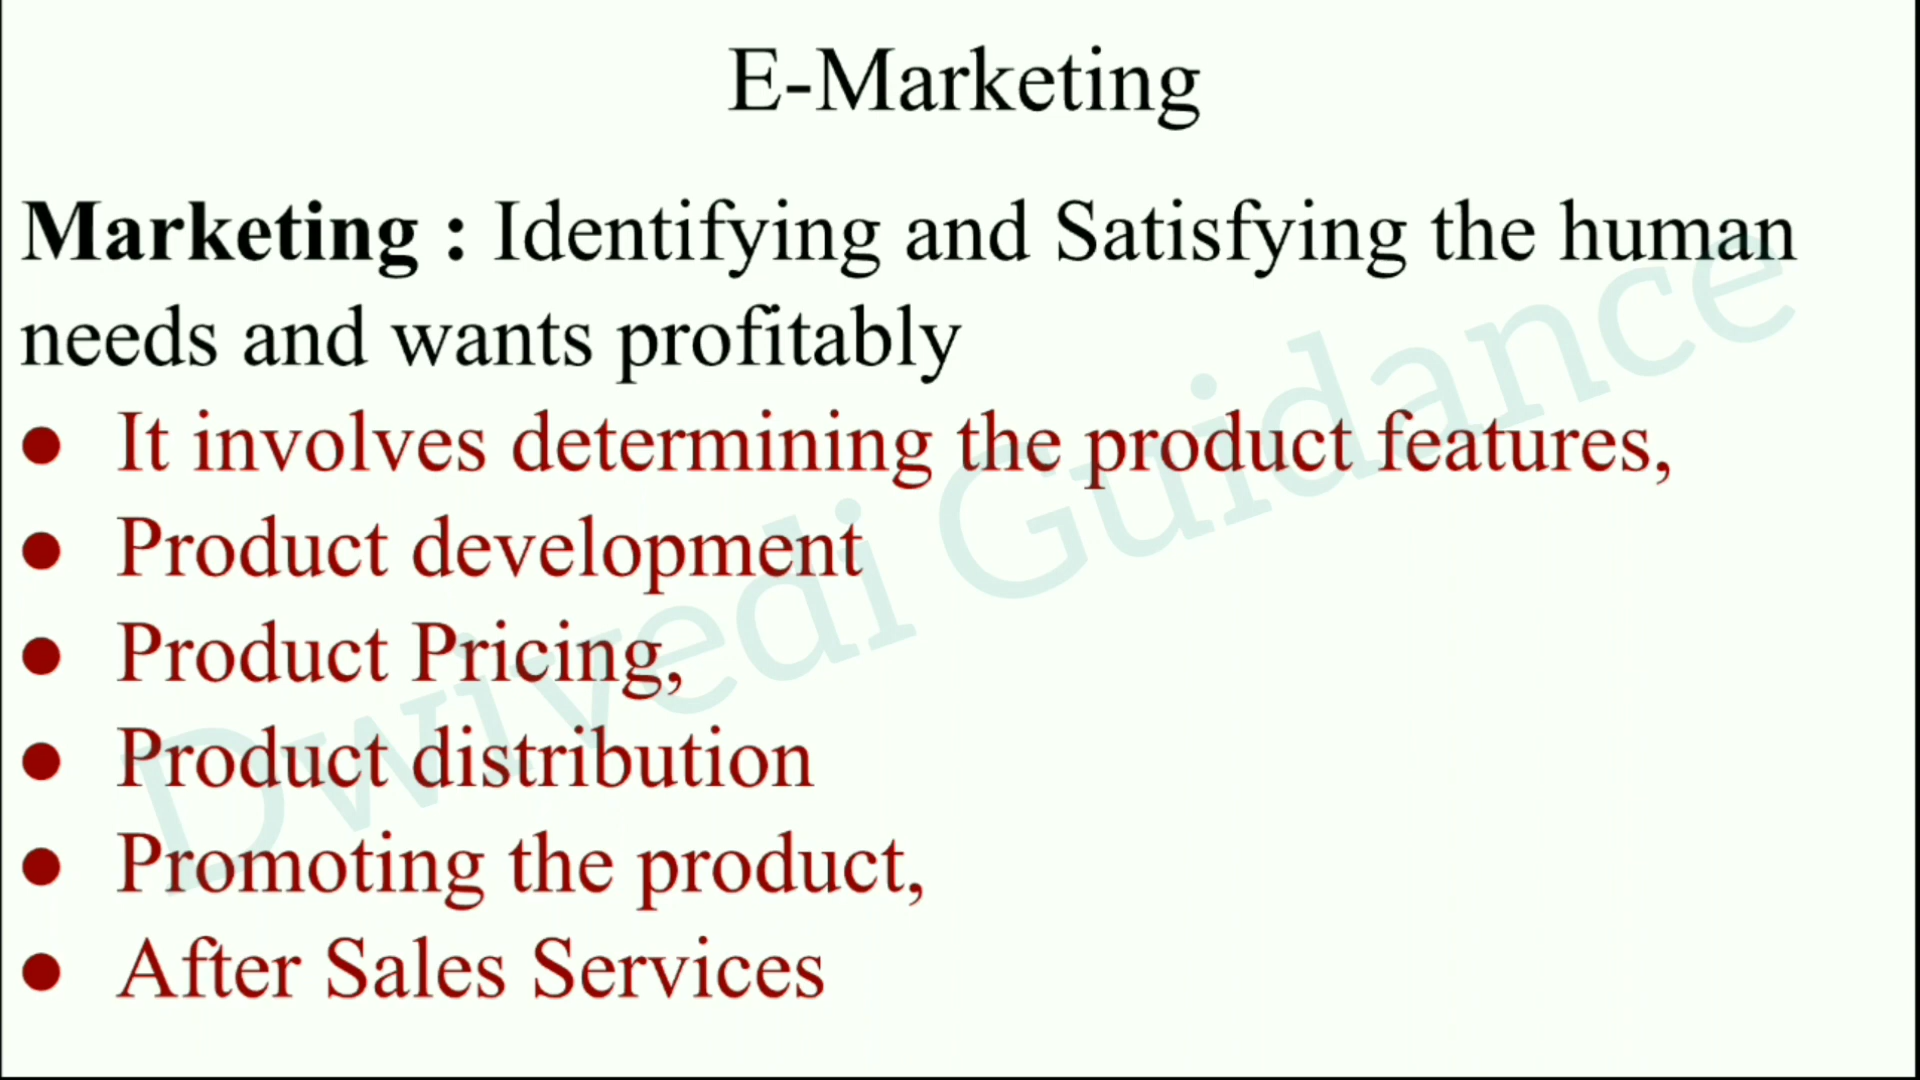 E-Marketing
Marketing : Identifying and Satisfying the human
needs and wants profitably
● It involves determining the product features,
● Product development
● Product Pricing,
● Product distribution
● Promoting the product,
● After Sales Services
Dwivedi Guidance